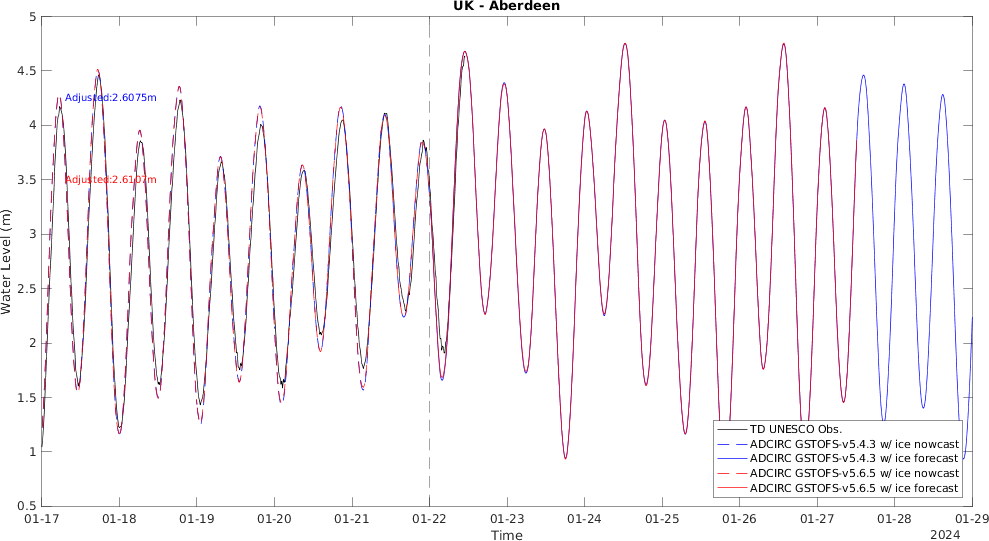 UK - Aberdeen
5
4.5
4
3.5
3
2.5
2
1.5
1
0.5
Water Level (m)
Adjusted:2.6075m
Adjusted:2.6107m
TD UNESCO Obs.
ADCIRC GSTOFS-v5.4.3 w/ ice nowcast
ADCIRC GSTOFS-v5.4.3 w/ ice forecast
ADCIRC GSTOFS-v5.6.5 w/ ice nowcast
ADCIRC GSTOFS-v5.6.5 w/ ice forecast
01-17 01-18 01-19 01-20 01-21 01-22 01-23 01-24 01-25 01-26 01-27 01-28 01-29
Time
2024